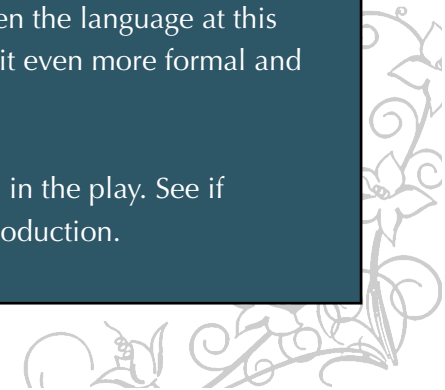 en the language at this
it even more formal and
in the play. See if
oduction.